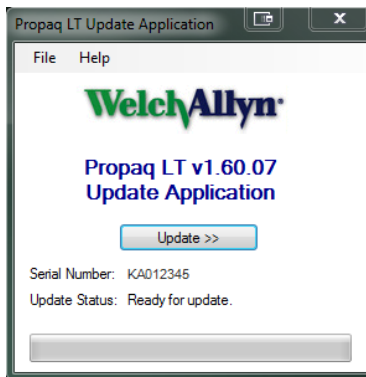 Propaq LT Update Application
File Help
WelchAllyn
Propaq LT v1.60.07
Update Application
Update >>
Serial Number: KA012345
Update Status: Ready for update.